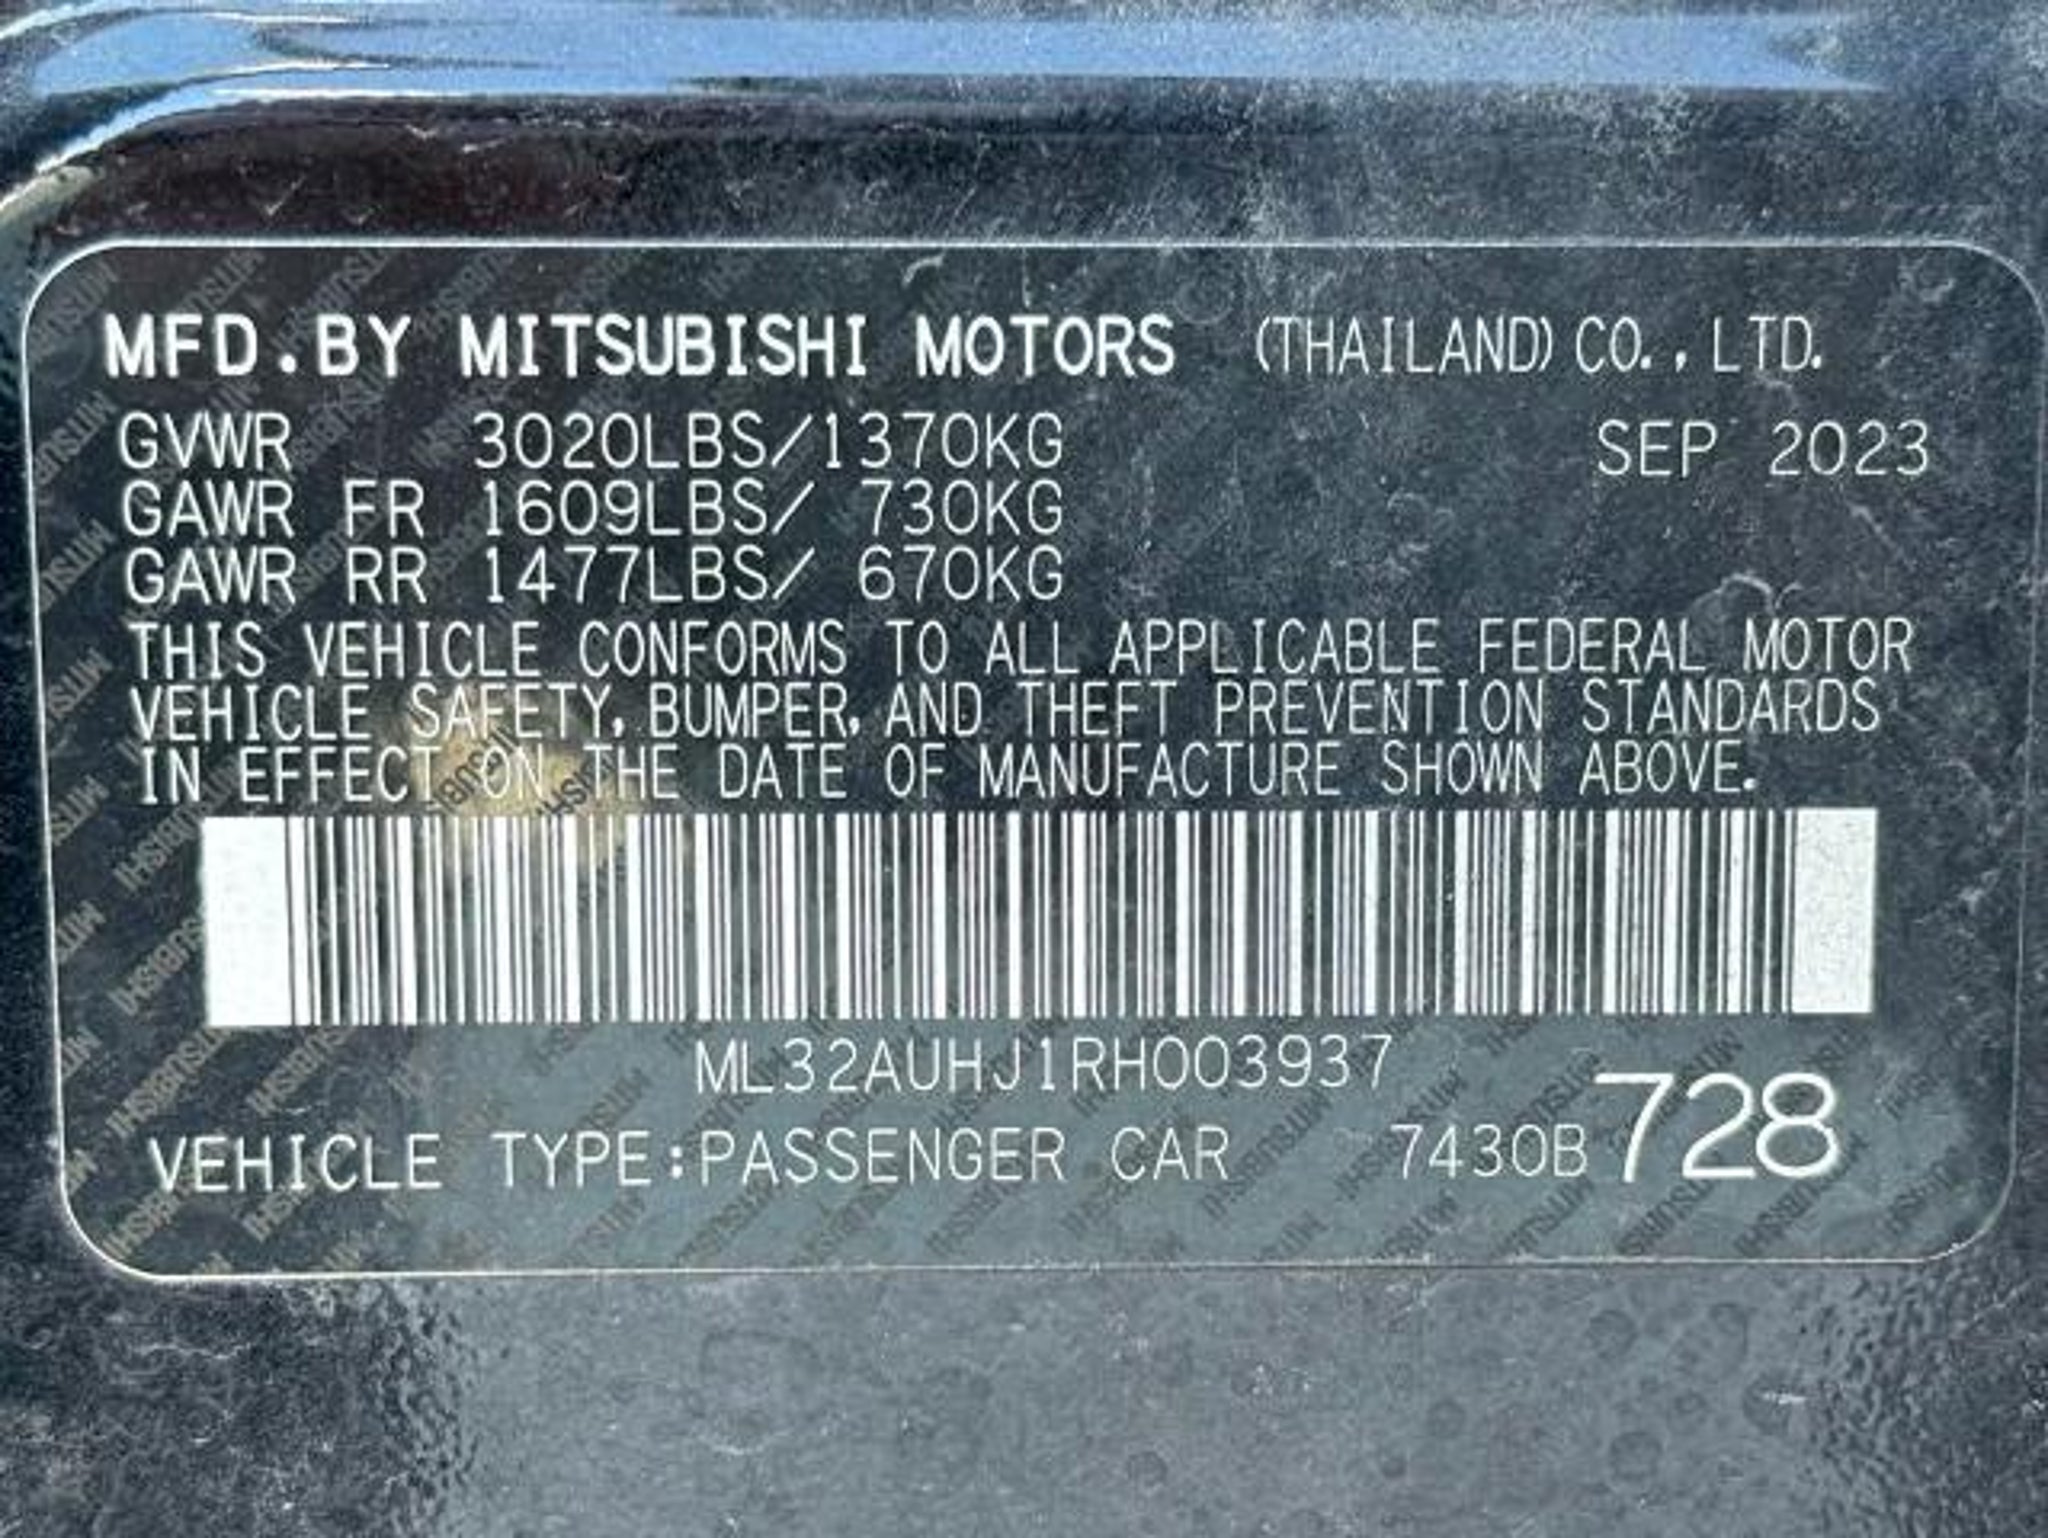 MFD.BY MITSUBISHI MOTORS (THAILAND) CO., LTD.
GVWR 3020LBS/1370KG SEP 2023
GAWR FR 1609LBS/ 730KG
GAWR RR 1477LBS/ 670KG
THIS VEHICLE CONFORMS TO ALL APPLICABLE FEDERAL MOTOR
VEHICLE SAFETY, BUMPER, AND THEFT PREVENTION STANDARDS
IN EFFECT ON THE DATE OF MANUFACTURE SHOWN ABOVE.
ML32AUHJ1RH003937
VEHICLE TYPE:PASSENGER CAR 7430B 728